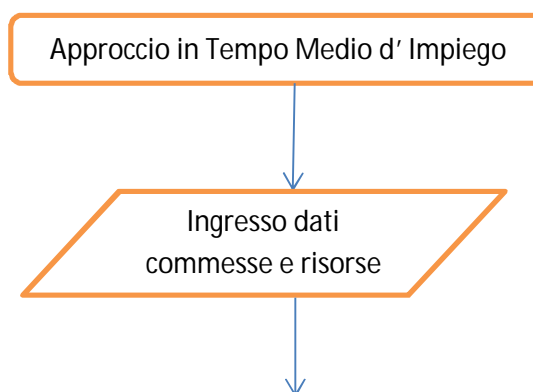 Approccio in Tempo Medio d' Impiego
Ingresso dati
commesse e risorse